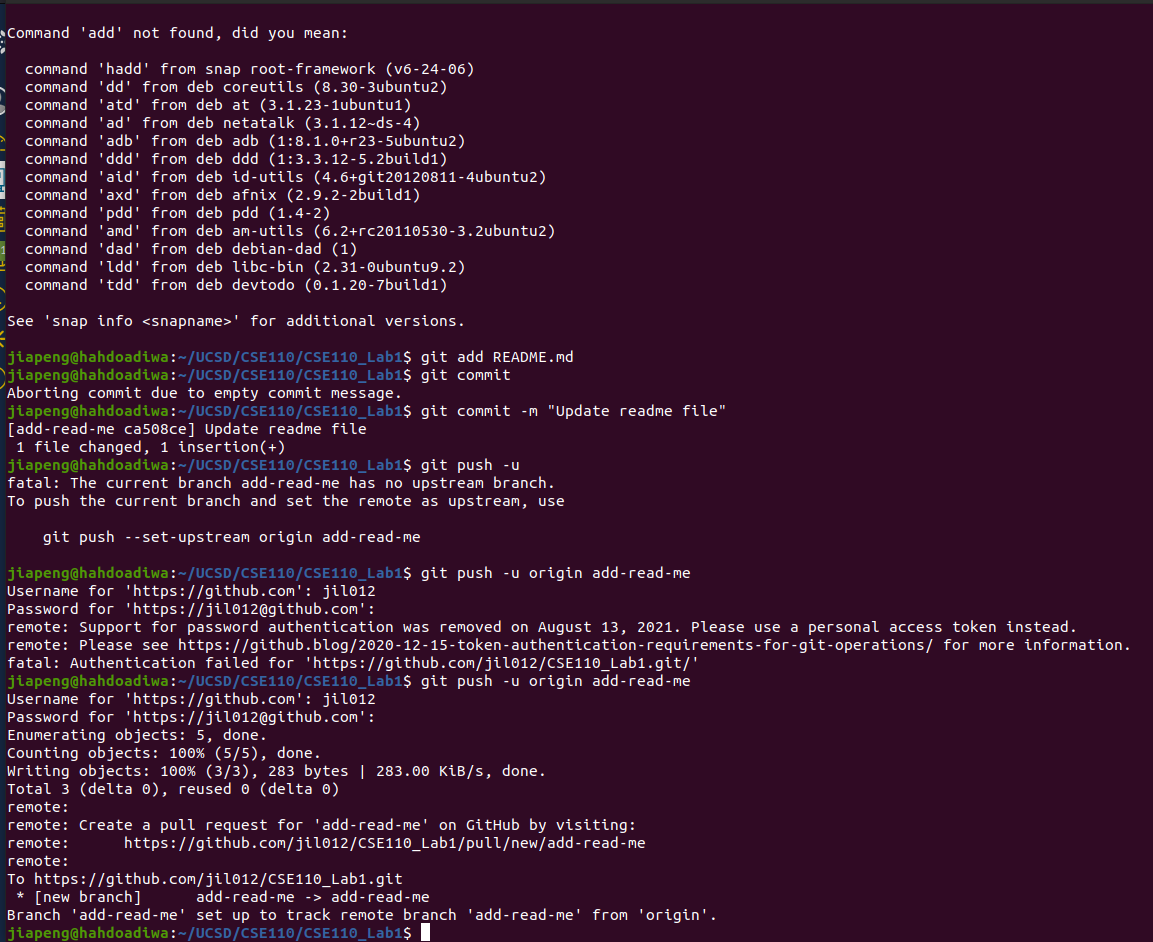 Command 'add' not found, did you mean:
command 'hadd' from snap root-framework (v6-24-06)
command 'dd' from deb coreutils (8.30-3ubuntu2)
command 'atd' from deb at (3.1.23-1ubuntu1)
command 'ad' from deb netatalk (3.1.12~ds-4)
command 'adb' from deb adb (1:8.1.0+r23-5ubuntu2)
command 'ddd' from deb ddd (1:3.3.12-5.2build1)
command 'aid' from deb id-utils (4.6+git20120811-4ubuntu2)
command 'axd' from deb afnix (2.9.2-2build1)
command 'pdd' from deb pdd (1.4-2)
command 'amd' from deb am-utils (6.2+rc20110530-3.2ubuntu2)
command 'dad' from deb debian-dad (1)
command 'ldd' from deb libc-bin (2.31-0ubuntu9.2)
command 'tdd' from deb devtodo (0.1.20-7build1)
See 'snap info <snapname>' for additional versions.
jiapeng@hahdoadiwa:~/UCSD/CSE110/CSE110_Lab1$ git add README.md
jiapeng@hahdoadiwa:~/UCSD/CSE110/CSE110_Lab1$ git commit
Aborting commit due to empty commit message.
jiapeng@hahdoadiwa:~/UCSD/CSE110/CSE110_Lab1$ git commit -m "Update readme file"
[add-read-me ca508ce] Update readme file
1 file changed, 1 insertion(+)
jiapeng@hahdoadiwa:~/UCSD/CSE110/CSE110_Lab1$ git push -u
fatal: The current branch add-read-me has no upstream branch.
To push the current branch and set the remote as upstream, use
git push --set-upstream origin add-read-me
jiapeng@hahdoadiwa:~/UCSD/CSE110/CSE110_Lab1$ git push -u origin add-read-me
Username for 'https://github.com': jil012
Password for 'https://jil012@github.com':
remote: Support for password authentication was removed on August 13, 2021. Please use a personal access token instead.
remote: Please see https://github.blog/2020-12-15-token-authentication-requirements-for-git-operations/ for more information.
fatal: Authentication failed for 'https://github.com/jil012/CSE110_Lab1.git/'
jiapeng@hahdoadiwa:~/UCSD/CSE110/CSE110_Lab1$ git push -u origin add-read-me
Username for 'https://github.com': jil012
Password for 'https://jil012@github.com':
Enumerating objects: 5, done.
Counting objects: 100% (5/5), done.
Writing objects: 100% (3/3), 283 bytes | 283.00 KiB/s, done.
Total 3 (delta 0), reused 0 (delta 0)
remote:
remote: Create a pull request for 'add-read-me' on GitHub by visiting:
remote:      https://github.com/jil012/CSE110_Lab1/pull/new/add-read-me
remote:
To https://github.com/jil012/CSE110_Lab1.git
* [new branch]      add-read-me -> add-read-me
Branch 'add-read-me' set up to track remote branch 'add-read-me' from 'origin'.
jiapeng@hahdoadiwa:~/UCSD/CSE110/CSE110_Lab1$